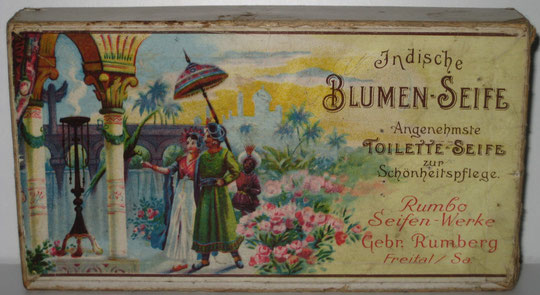 Indische
BLUMEN-SEIFE
Angenehmste
TOILETTE-SEIFE
zur
Schönheitspflege.
Rumbo
Seifen-Werke
Gebr. Rumberg
Freital/Sa.